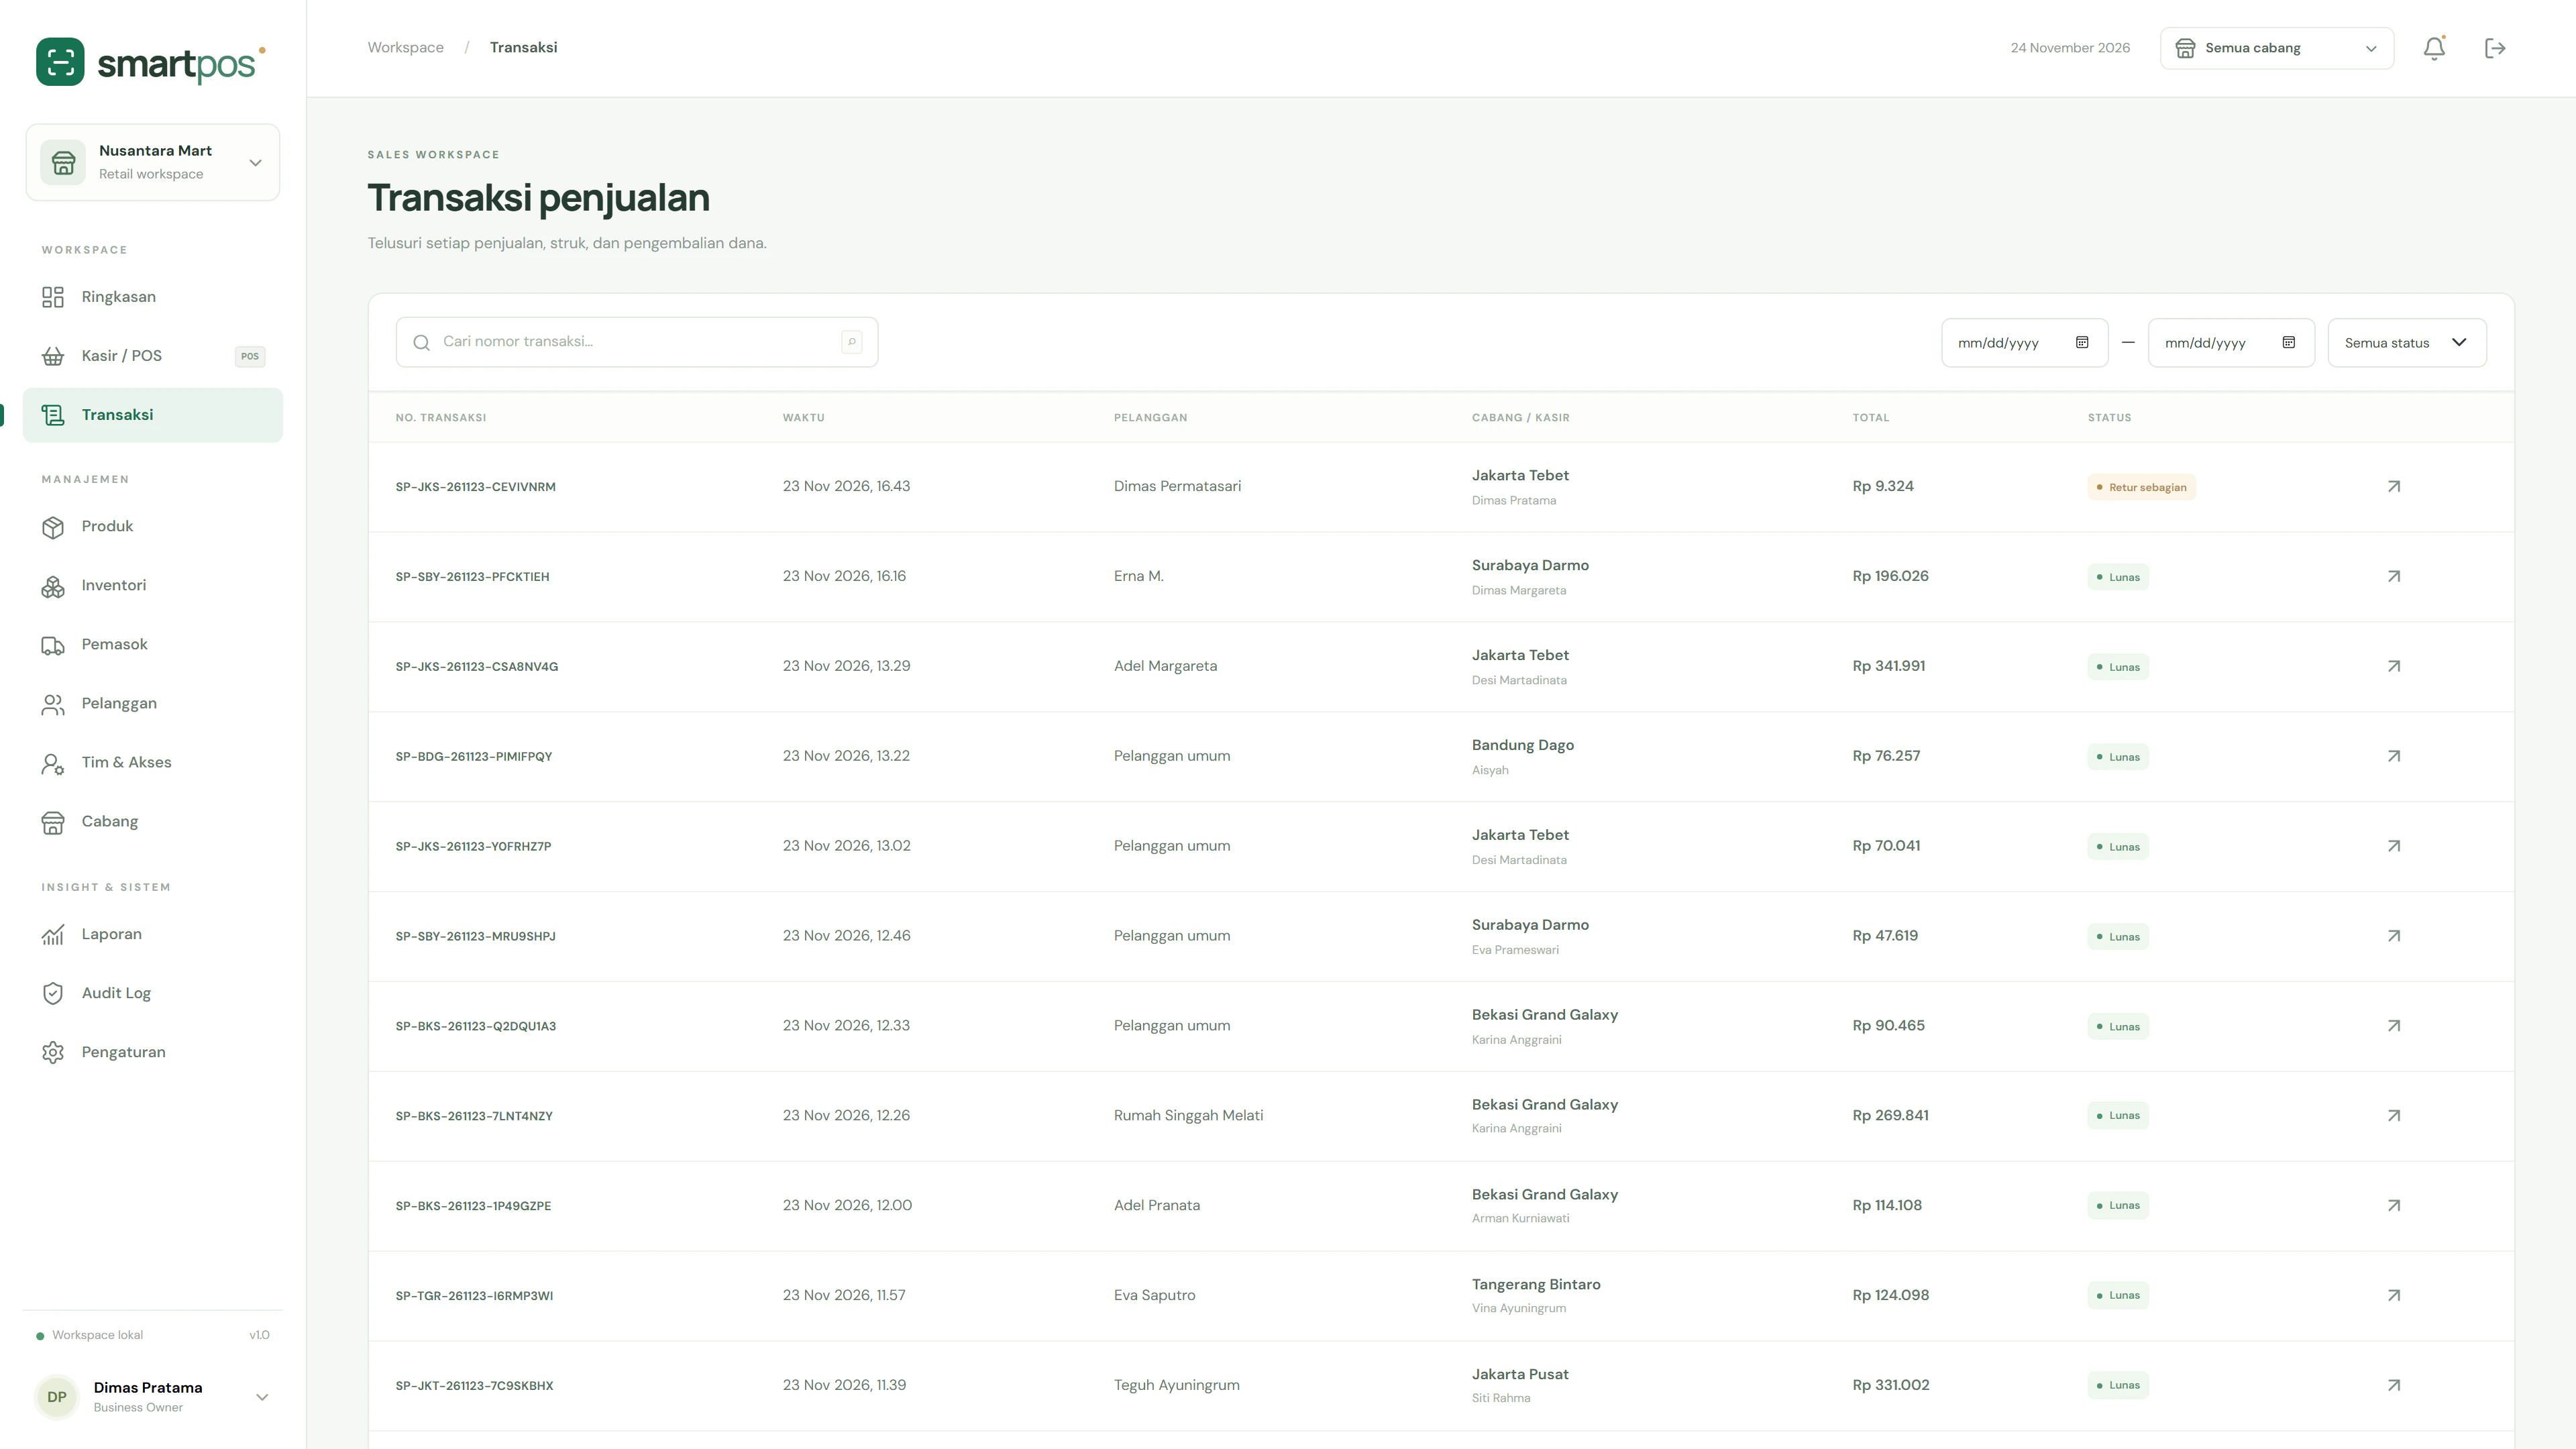 smartpos
Nusantara Mart
Retail workspace
WORKSPACE
Ringkasan
Kasir / POS POS
Transaksi
MANAJEMEN
Produk
Inventori
Pemasok
Pelanggan
Tim & Akses
Cabang
INSIGHT & SISTEM
Laporan
Audit Log
Pengaturan
Workspace lokal v1.0
DP
Dimas Pratama
Business Owner
Workspace / Transaksi
24 November 2026
Semua cabang
SALES WORKSPACE
Transaksi penjualan
Telusuri setiap penjualan, struk, dan pengembalian dana.
Cari nomor transaksi...
mm/dd/yyyy — mm/dd/yyyy
Semua status
NO. TRANSAKSI WAKTU PELANGGAN CABANG / KASIR TOTAL STATUS
SP-JKS-261123-CEVIVNRM 23 Nov 2026, 16.43 Dimas Permatasari Jakarta Tebet Rp 9.324 Retur sebagian
Dimas Pratama
SP-SBY-261123-PFCKTIEH 23 Nov 2026, 16.16 Erna M. Surabaya Darmo Rp 196.026 Lunas
Dimas Margareta
SP-JKS-261123-CSA8NV4G 23 Nov 2026, 13.29 Adel Margareta Jakarta Tebet Rp 341.991 Lunas
Desi Martadinata
SP-BDG-261123-PIMIFPQY 23 Nov 2026, 13.22 Pelanggan umum Bandung Dago Rp 76.257 Lunas
Aisyah
SP-JKS-261123-Y0FRHZ7P 23 Nov 2026, 13.02 Pelanggan umum Jakarta Tebet Rp 70.041 Lunas
Desi Martadinata
SP-SBY-261123-MRU9SHPJ 23 Nov 2026, 12.46 Pelanggan umum Surabaya Darmo Rp 47.619 Lunas
Eva Prameswari
SP-BKS-261123-Q2DQU1A3 23 Nov 2026, 12.33 Pelanggan umum Bekasi Grand Galaxy Rp 90.465 Lunas
Karina Anggraini
SP-BKS-261123-7LNT4NZY 23 Nov 2026, 12.26 Rumah Singgah Melati Bekasi Grand Galaxy Rp 269.841 Lunas
Karina Anggraini
SP-BKS-261123-1P49GZPE 23 Nov 2026, 12.00 Adel Pranata Bekasi Grand Galaxy Rp 114.108 Lunas
Arman Kurniawati
SP-TGR-261123-I6RMP3WI 23 Nov 2026, 11.57 Eva Saputro Tangerang Bintaro Rp 124.098 Lunas
Vina Ayuningrum
SP-JKT-261123-7C9SKBHX 23 Nov 2026, 11.39 Teguh Ayuningrum Jakarta Pusat Rp 331.002 Lunas
Siti Rahma